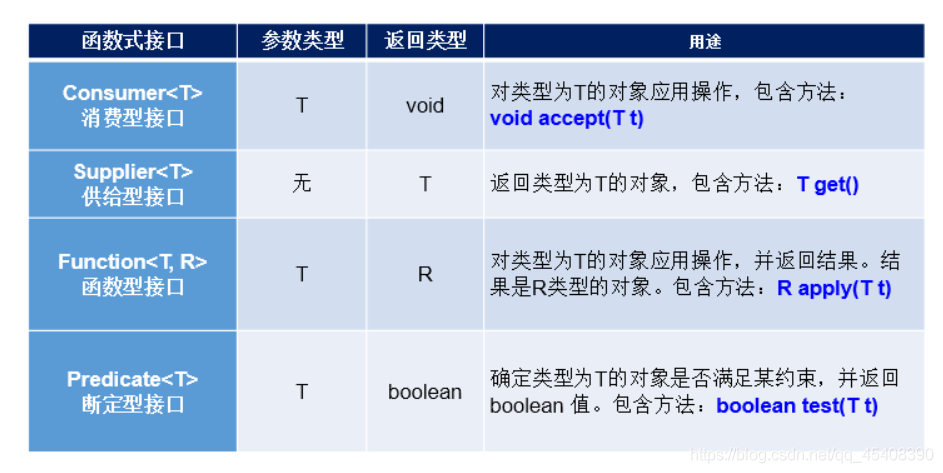 函数式接口 参数类型 返回类型 用途
Consumer<T>
消费型接口
T
void
对类型为T的对象应用操作，包含方法：
void accept(T t)
Supplier<T>
供给型接口
无
T
返回类型为T的对象，包含方法：T get()
Function<T, R>
函数型接口
T
R
对类型为T的对象应用操作，并返回结果。结
果是R类型的对象。包含方法：R apply(T t)
Predicate<T>
断定型接口
T
boolean
确定类型为T的对象是否满足某约束，并返回
boolean 值。包含方法：boolean test(T t)
https://blog.csdn.net/qq_45408390